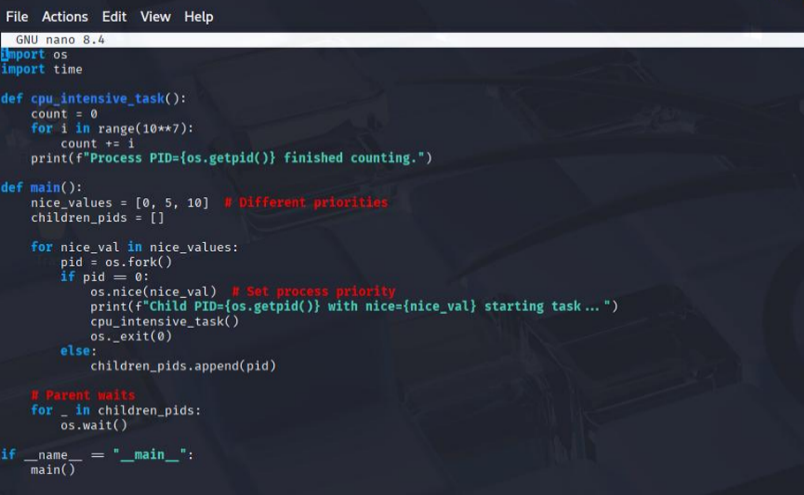 File Actions Edit View Help
GNU nano 8.4
import os
import time
def cpu_intensive_task():
    count = 0
    for i in range(10**7):
        count += i
    print(f"Process PID={os.getpid()} finished counting.")
def main():
    nice_values = [0, 5, 10]  # Different priorities
    children_pids = []
    for nice_val in nice_values:
        pid = os.fork()
        if pid == 0:
            os.nice(nice_val)  # Set process priority
            print(f"Child PID={os.getpid()} with nice={nice_val} starting task...")
            cpu_intensive_task()
            os._exit(0)
        else:
            children_pids.append(pid)
    # Parent waits
    for _ in children_pids:
        os.wait()
if __name__ == "__main__":
    main()